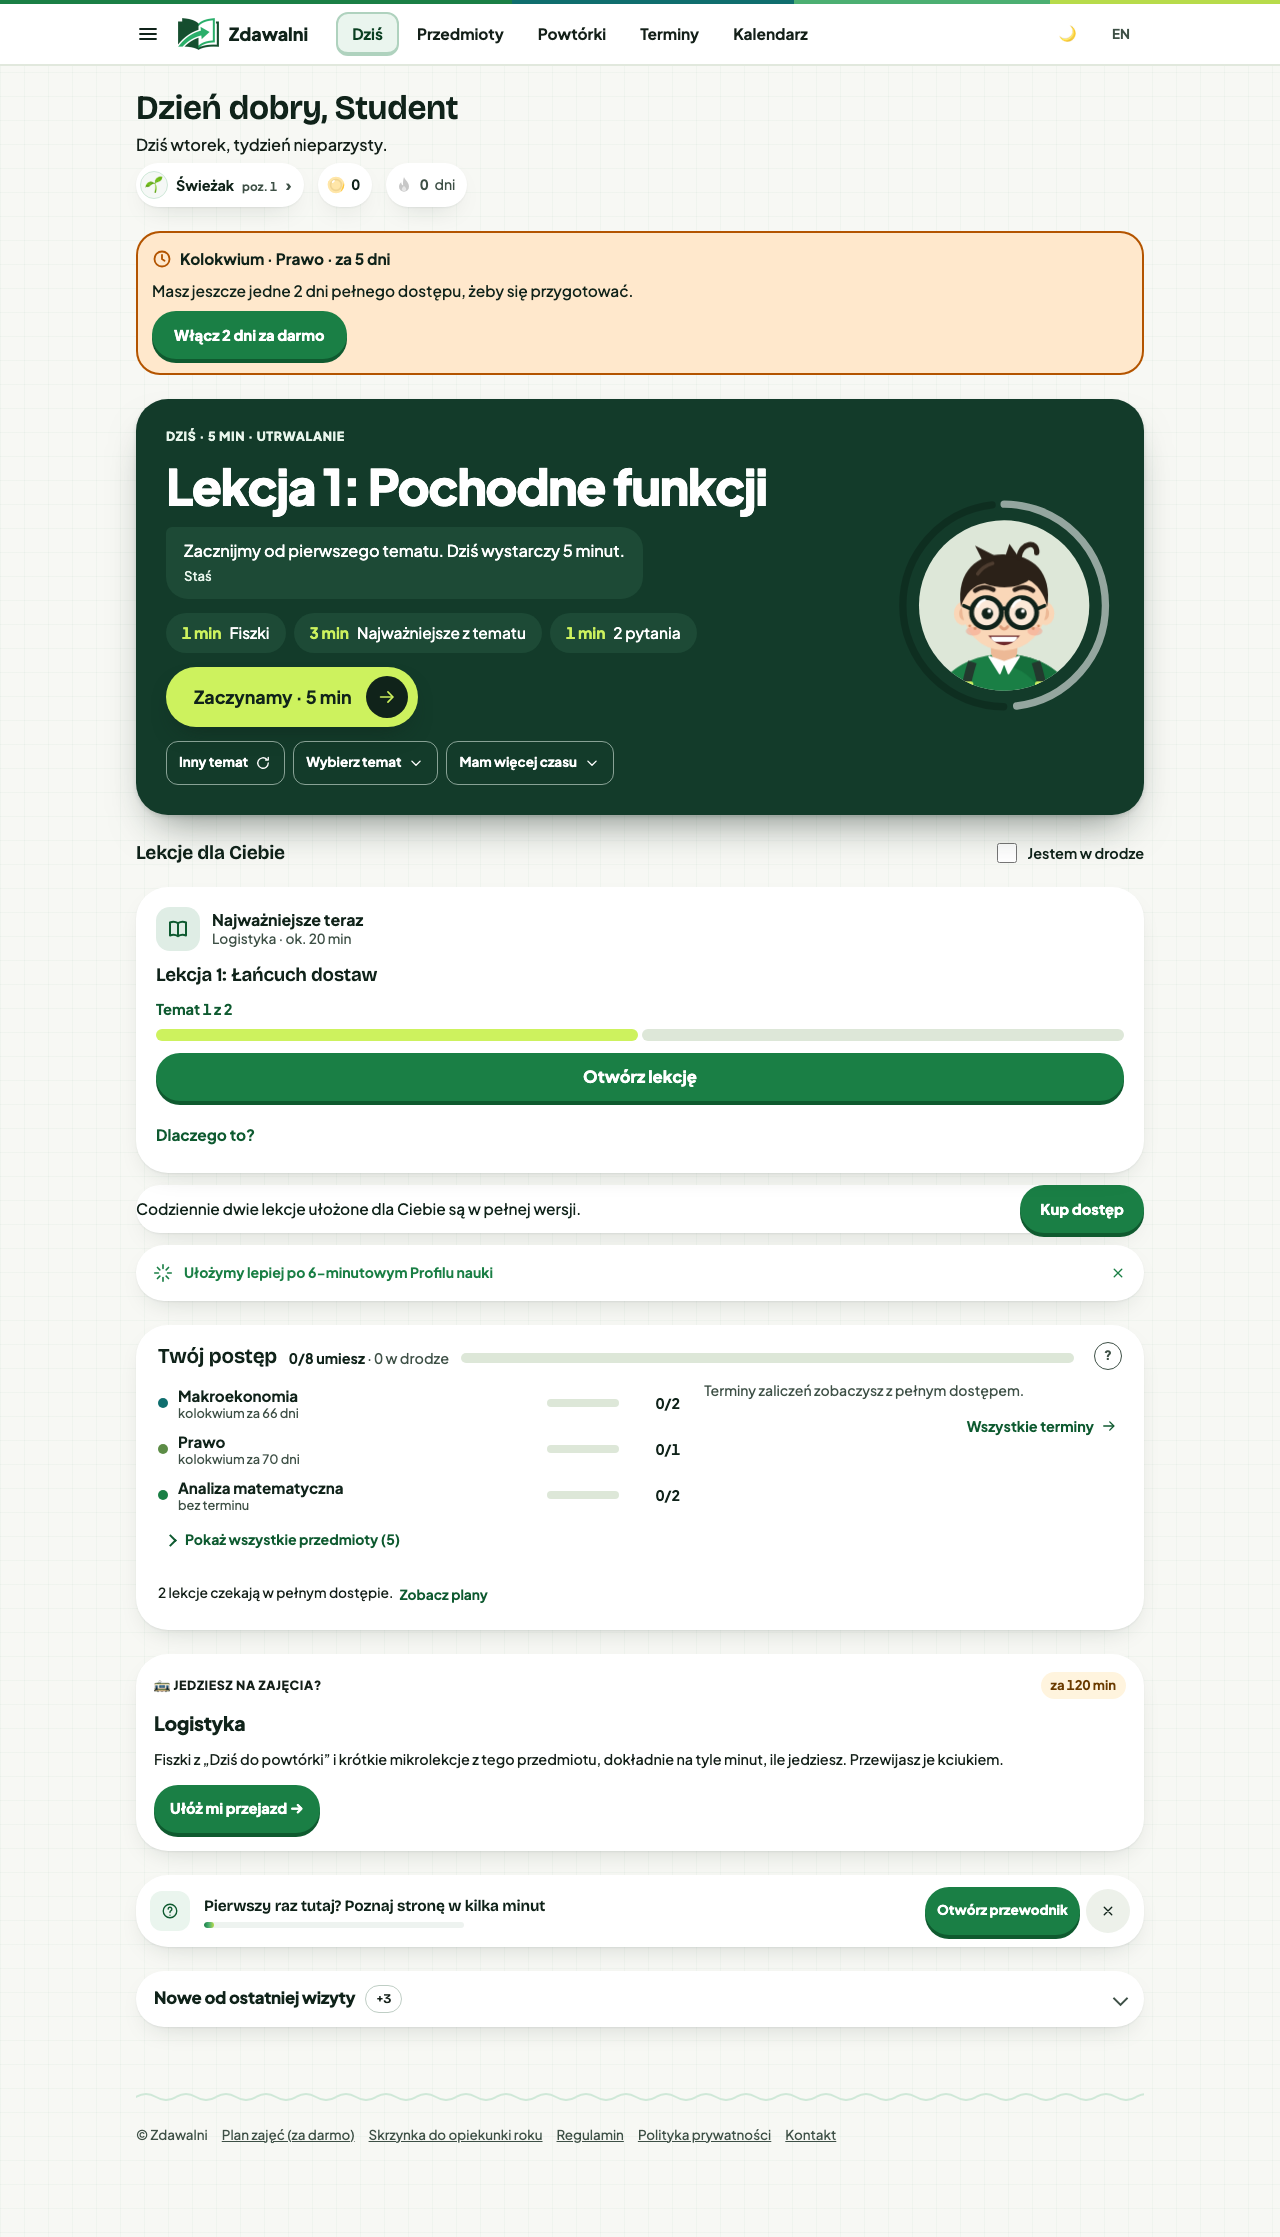 Zdawalni
Dziś
Przedmioty
Powtórki
Terminy
Kalendarz
EN
Dzień dobry, Student
Dziś wtorek, tydzień nieparzysty.
Świeżak poz. 1 ›
0
0 dni
Kolokwium · Prawo · za 5 dni
Masz jeszcze jedne 2 dni pełnego dostępu, żeby się przygotować.
Włącz 2 dni za darmo
DZIŚ · 5 MIN · UTRWALANIE
Lekcja 1: Pochodne funkcji
Zacznijmy od pierwszego tematu. Dziś wystarczy 5 minut.
Staś
1 min Fiszki
3 min Najważniejsze z tematu
1 min 2 pytania
Zaczynamy · 5 min →
Inny temat
Wybierz temat
Mam więcej czasu
Lekcje dla Ciebie
Jestem w drodze
Najważniejsze teraz
Logistyka · ok. 20 min
Lekcja 1: Łańcuch dostaw
Temat 1 z 2
Otwórz lekcję
Dlaczego to?
Codziennie dwie lekcje ułożone dla Ciebie są w pełnej wersji.
Kup dostęp
Ułożymy lepiej po 6-minutowym Profilu nauki
×
Twój postęp
0/8 umiesz · 0 w drodze
?
Makroekonomia
kolokwium za 66 dni
0/2
Prawo
kolokwium za 70 dni
0/1
Analiza matematyczna
bez terminu
0/2
Pokaż wszystkie przedmioty (5)
Terminy zaliczeń zobaczysz z pełnym dostępem.
Wszystkie terminy →
2 lekcje czekają w pełnym dostępie. Zobacz plany
JEDZIESZ NA ZAJĘCIA?
za 120 min
Logistyka
Fiszki z „Dziś do powtórki” i krótkie mikrolekcje z tego przedmiotu, dokładnie na tyle minut, ile jedziesz. Przewijasz je kciukiem.
Ułóż mi przejazd →
Pierwszy raz tutaj? Poznaj stronę w kilka minut
Otwórz przewodnik
×
Nowe od ostatniej wizyty
+3
© Zdawalni
Plan zajęć (za darmo)
Skrzynka do opiekunki roku
Regulamin
Polityka prywatności
Kontakt